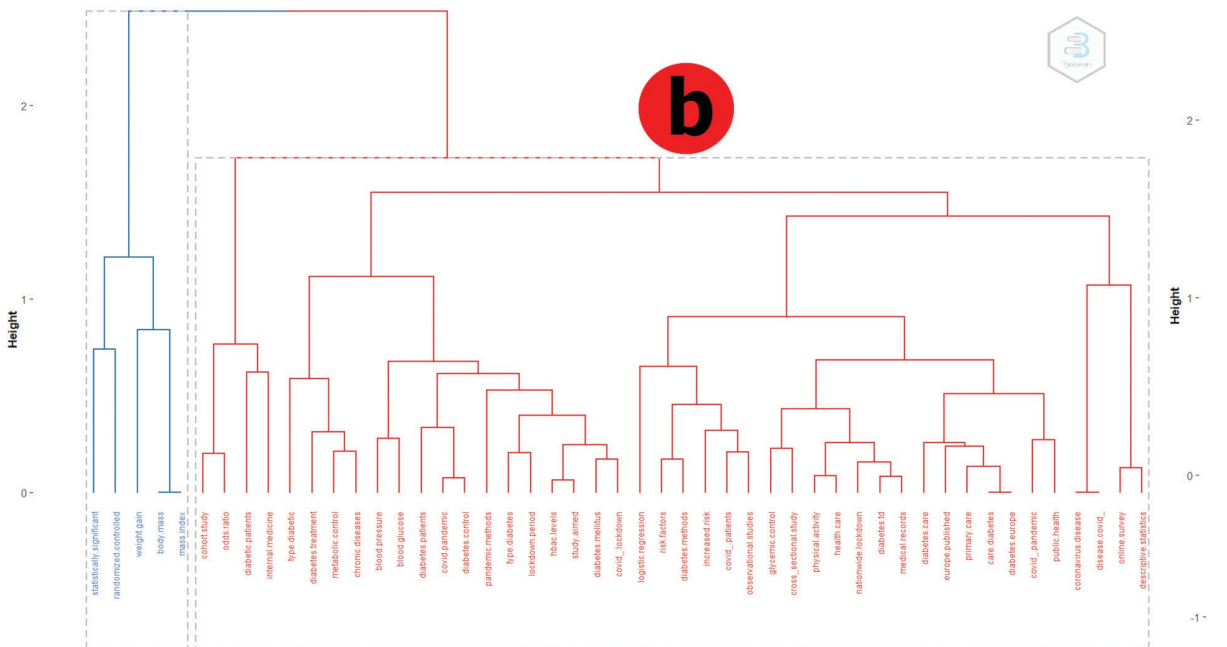 b
2 -
1 -
0 -
Height
2 -
1 -
0 -
-1 -
Height
statistically.significant
randomized.controlled
weight.gain
body.mass
mass.index
cohort.study
odds.ratio
diabetic.patients
internal.medicine
type.diabetic
diabetes.treatment
metabolic.control
chronic.diseases
blood.pressure
blood.glucose
diabetes.patients
covid.pandemic
diabetes.control
pandemic.methods
type.diabetes
lockdown.period
hbac.levels
study.aimed
diabetes.mellitus
covid_.lockdown
logistic.regression
risk.factors
diabetes.methods
increased.risk
covid_.patients
observational.studies
glycemic.control
cross_sectional.study
physical.activity
health.care
nationwide.lockdown
diabetes.td
medical.records
diabetes.care
europe.published
primary.care
care.diabetes
diabetes.europe
covid_.pandemic
public.health
coronavirus.disease
disease.covid_
online.survey
descriptive.statistics